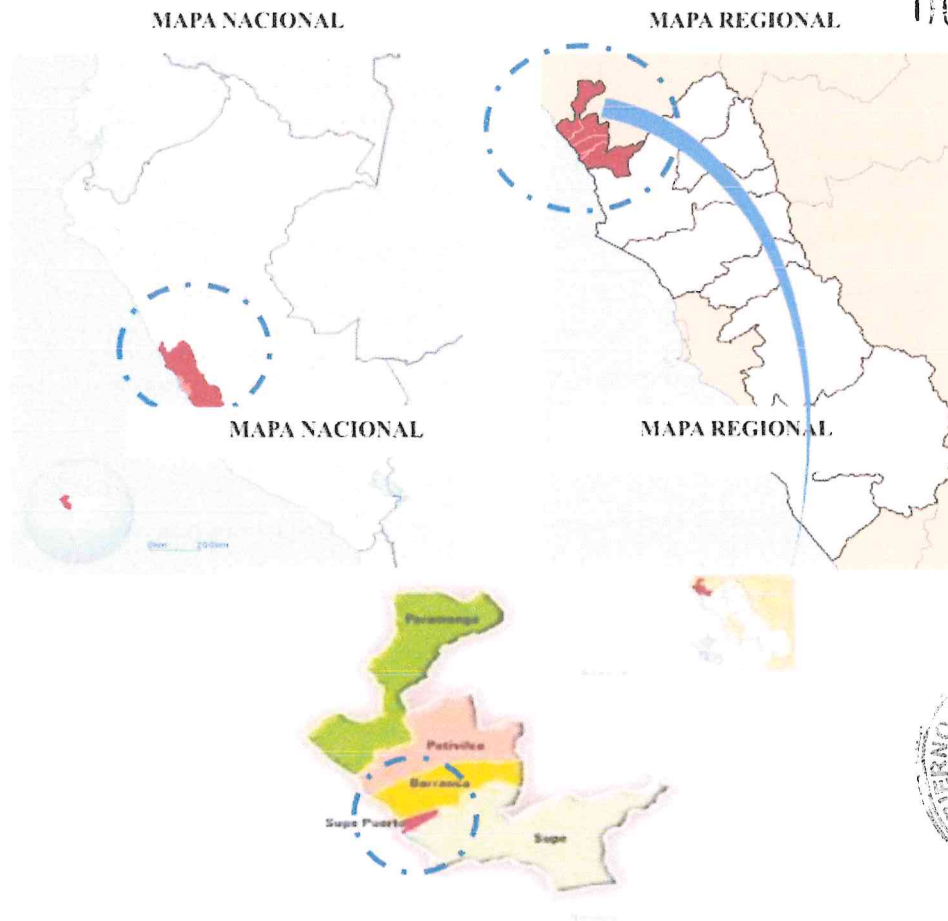 MAPA NACIONAL
MAPA REGIONAL
MAPA NACIONAL
MAPA REGIONAL
Paramonga
Pativilca
Barranca
Supe Puerto
Supe